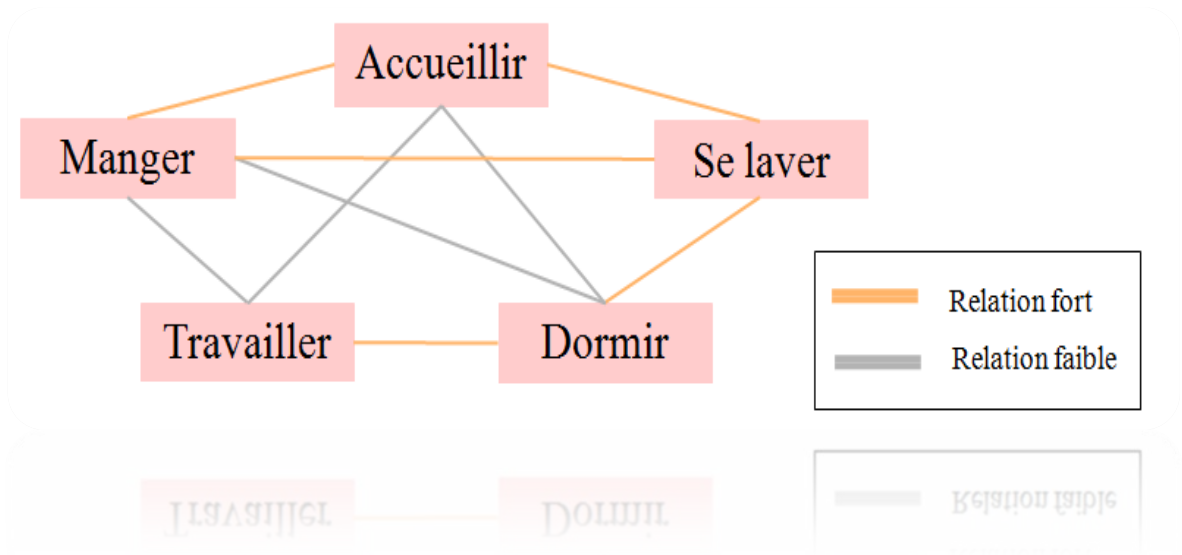 Accueillir
Manger
Se laver
Travailler
Dormir
Relation fort
Relation faible